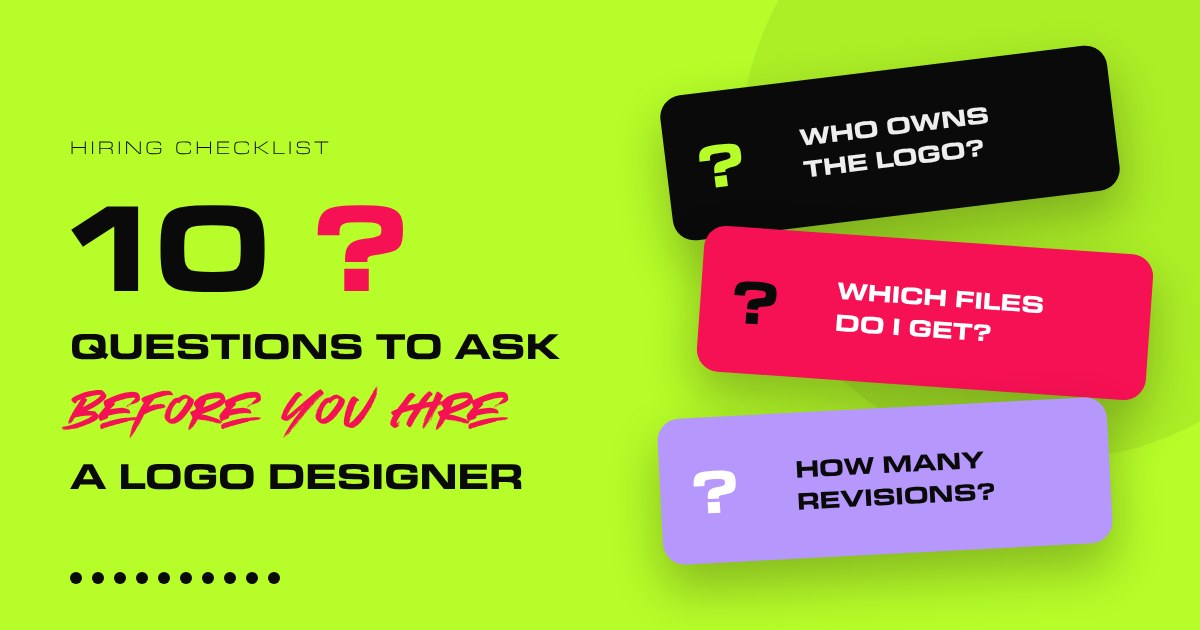 HIRING CHECKLIST
10 ?
QUESTIONS TO ASK
BEFORE YOU HIRE
A LOGO DESIGNER
?
WHO OWNS
THE LOGO?
?
WHICH FILES
DO I GET?
?
HOW MANY
REVISIONS?